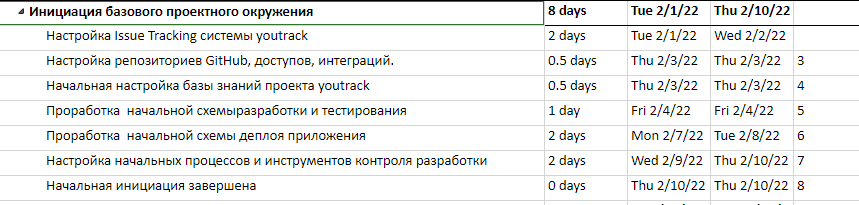 Инициация базового проектного окружения 8 days Tue 2/1/22 Thu 2/10/22
Настройка Issue Tracking системы youtrack 2 days Tue 2/1/22 Wed 2/2/22
Настройка репозиториев GitHub, доступов, интеграций. 0.5 days Thu 2/3/22 Thu 2/3/22 3
Начальная настройка базы знаний проекта youtrack 0.5 days Thu 2/3/22 Thu 2/3/22 4
Проработка начальной схемыразработки и тестирования 1 day Fri 2/4/22 Fri 2/4/22 5
Проработка начальной схемы деплоя приложения 2 days Mon 2/7/22 Tue 2/8/22 6
Настройка начальных процессов и инструментов контроля разработки 2 days Wed 2/9/22 Thu 2/10/22 7
Начальная инициация завершена 0 days Thu 2/10/22 Thu 2/10/22 8